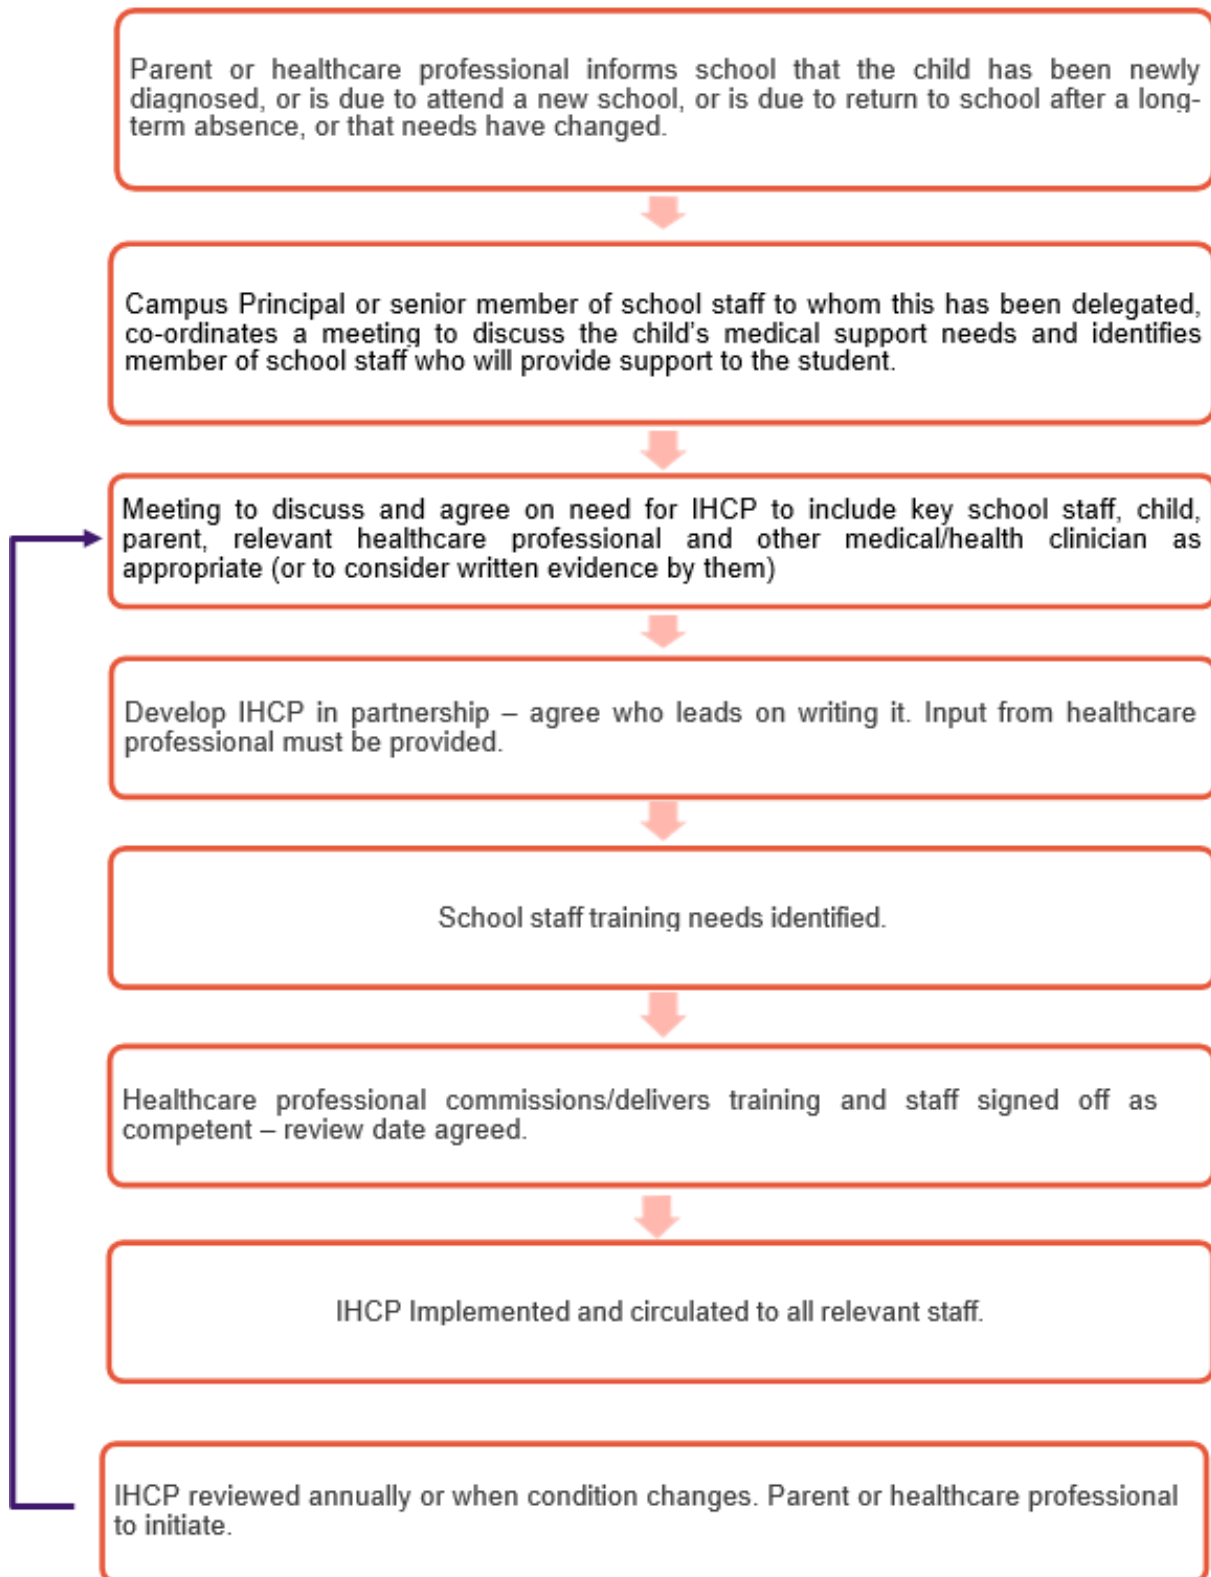 Parent or healthcare professional informs school that the child has been newly
diagnosed, or is due to attend a new school, or is due to return to school after a long-
term absence, or that needs have changed.
Campus Principal or senior member of school staff to whom this has been delegated,
co-ordinates a meeting to discuss the child’s medical support needs and identifies
member of school staff who will provide support to the student.
Meeting to discuss and agree on need for IHCP to include key school staff, child,
parent, relevant healthcare professional and other medical/health clinician as
appropriate (or to consider written evidence by them)
Develop IHCP in partnership – agree who leads on writing it. Input from healthcare
professional must be provided.
School staff training needs identified.
Healthcare professional commissions/delivers training and staff signed off as
competent – review date agreed.
IHCP Implemented and circulated to all relevant staff.
IHCP reviewed annually or when condition changes. Parent or healthcare professional
to initiate.